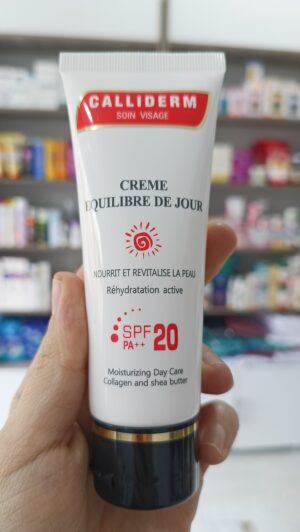 CALLIDERM
SOIN VISAGE
CREME
EQUILIBRE DE JOUR
NOURRIT ET REVITALISE LA PEAU
Réhydratation active
SPF 20
PA++
Moisturizing Day Care
Collagen and shea butter